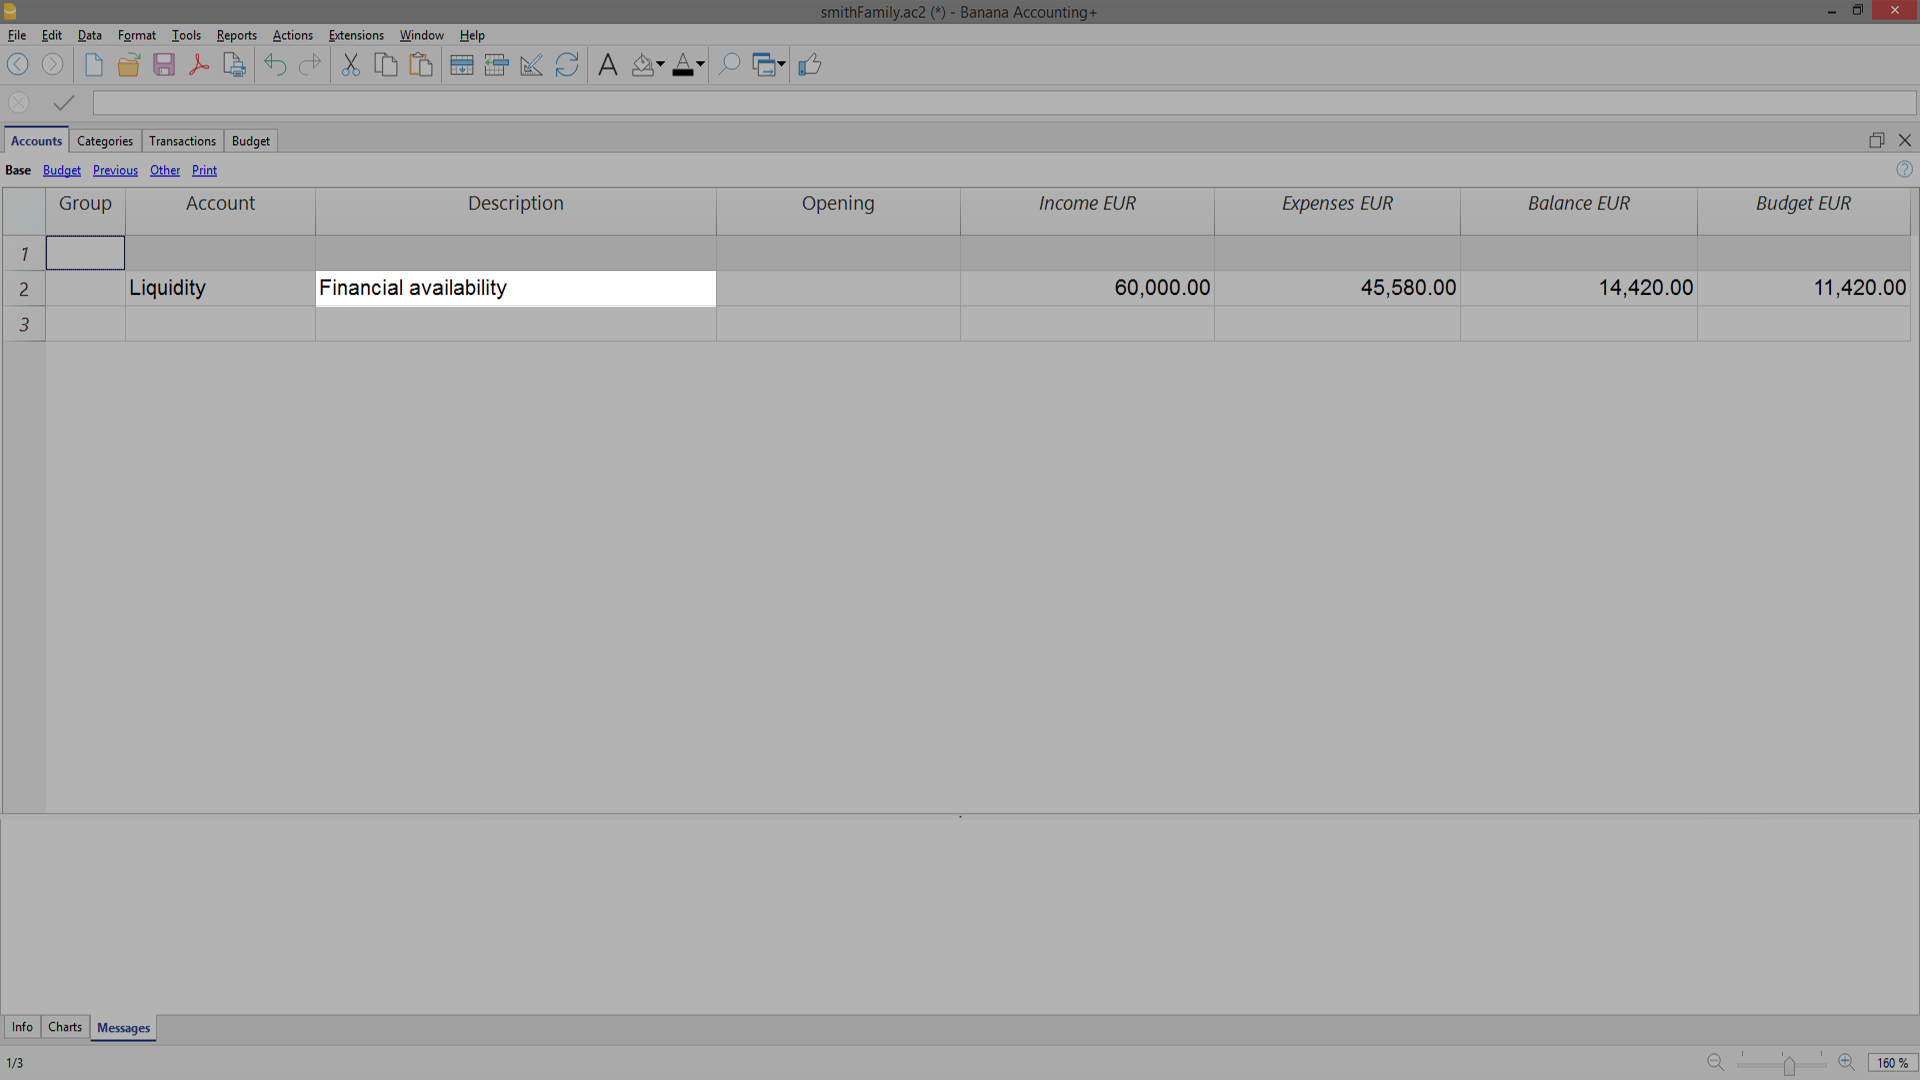 smithFamily.ac2 (*) - Banana Accounting+
File Edit Data Format Tools Reports Actions Extensions Window Help
Accounts Categories Transactions Budget
Base Budget Previous Other Print
Group Account Description Opening Income EUR Expenses EUR Balance EUR Budget EUR
1
2 Liquidity Financial availability 60,000.00 45,580.00 14,420.00 11,420.00
3
Info Charts Messages
1/3 160 %